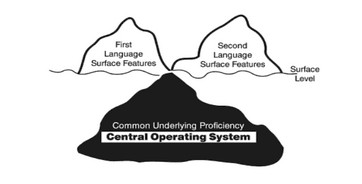 First
Language
Surface Features
Second
Language
Surface Features
Surface
Level
Common Underlying Proficiency
Central Operating System